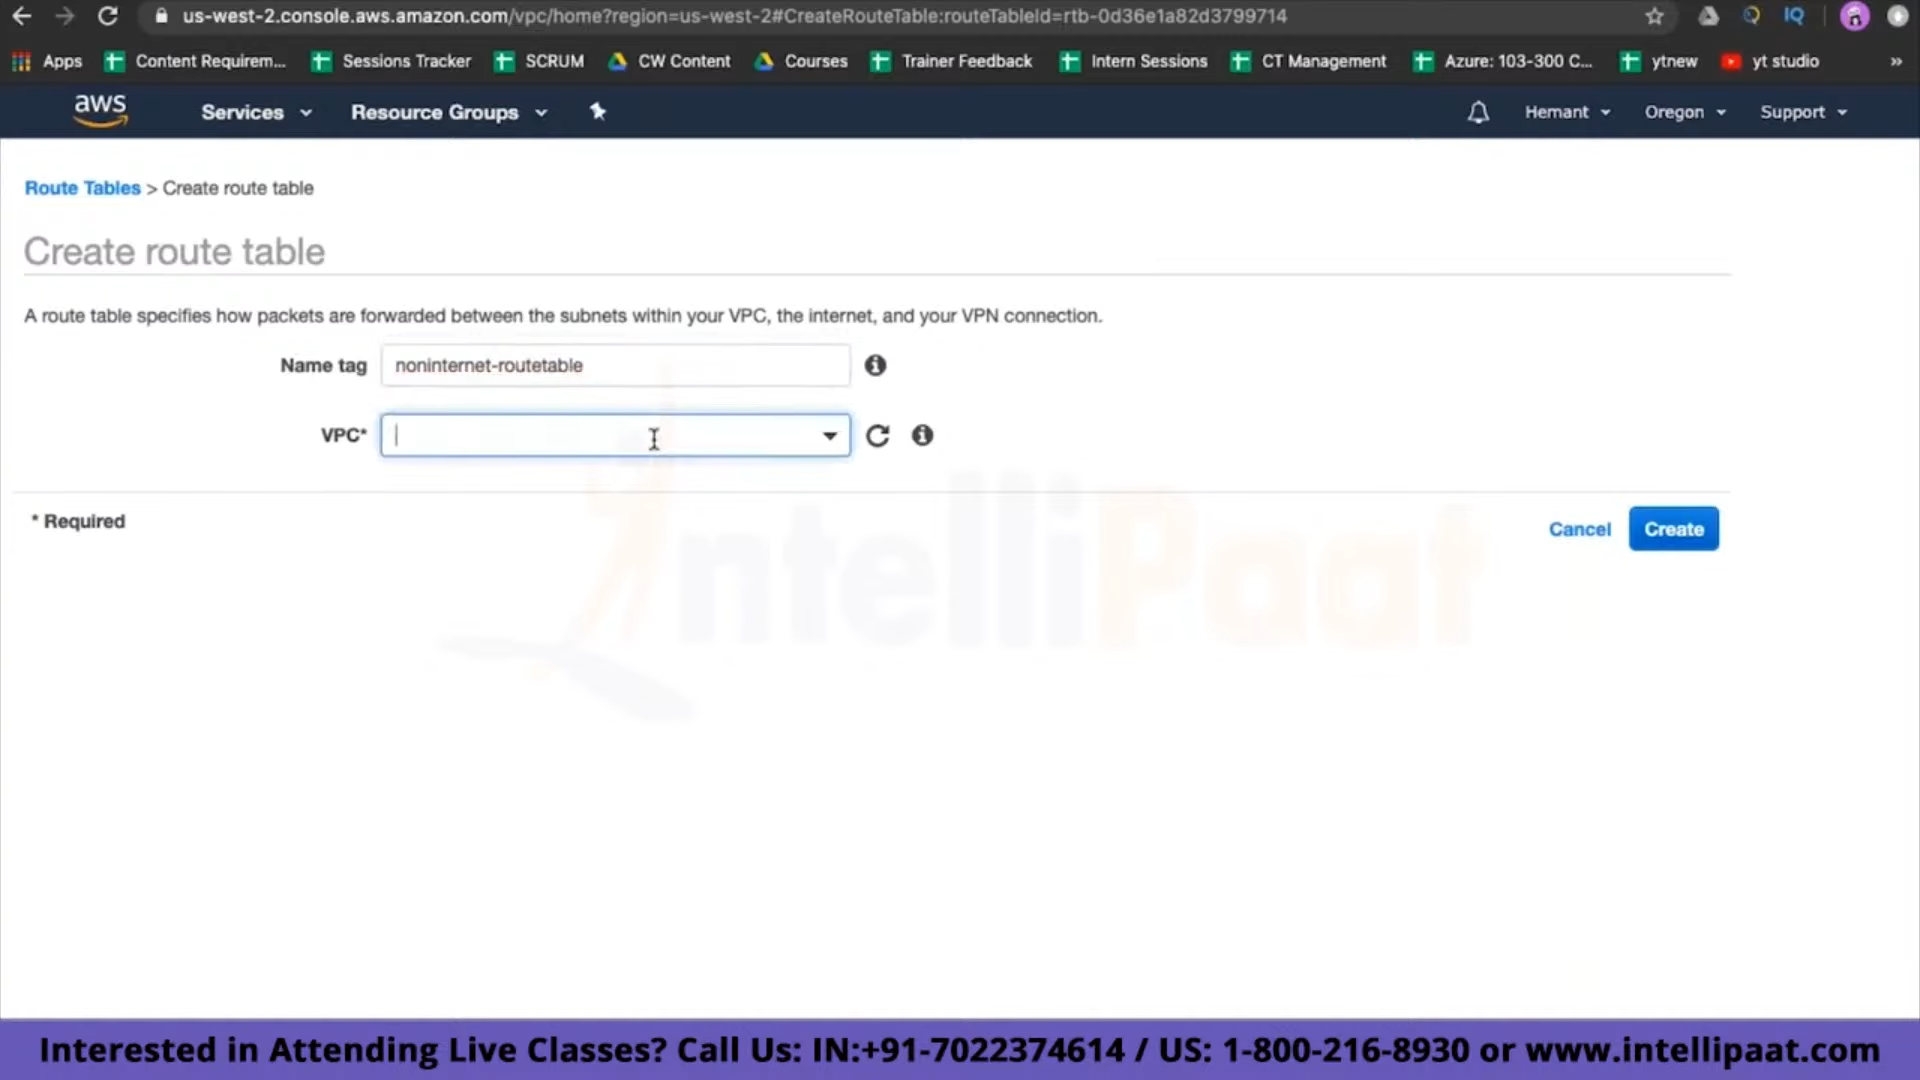 us-west-2.console.aws.amazon.com/vpc/home?region=us-west-2#CreateRouteTable:routeTableId=rtb-0d36e1a82d3799714
IQ
Apps Content Requirem... Sessions Tracker SCRUM CW Content Courses Trainer Feedback Intern Sessions CT Management Azure: 103-300 C... ytnew yt studio »
aws Services Resource Groups Hemant Oregon Support
Route Tables > Create route table
Create route table
A route table specifies how packets are forwarded between the subnets within your VPC, the internet, and your VPN connection.
Name tag noninternet-routetable
VPC*
* Required
Cancel Create
IntelliPaat
Interested in Attending Live Classes? Call Us: IN:+91-7022374614 / US: 1-800-216-8930 or www.intellipaat.com